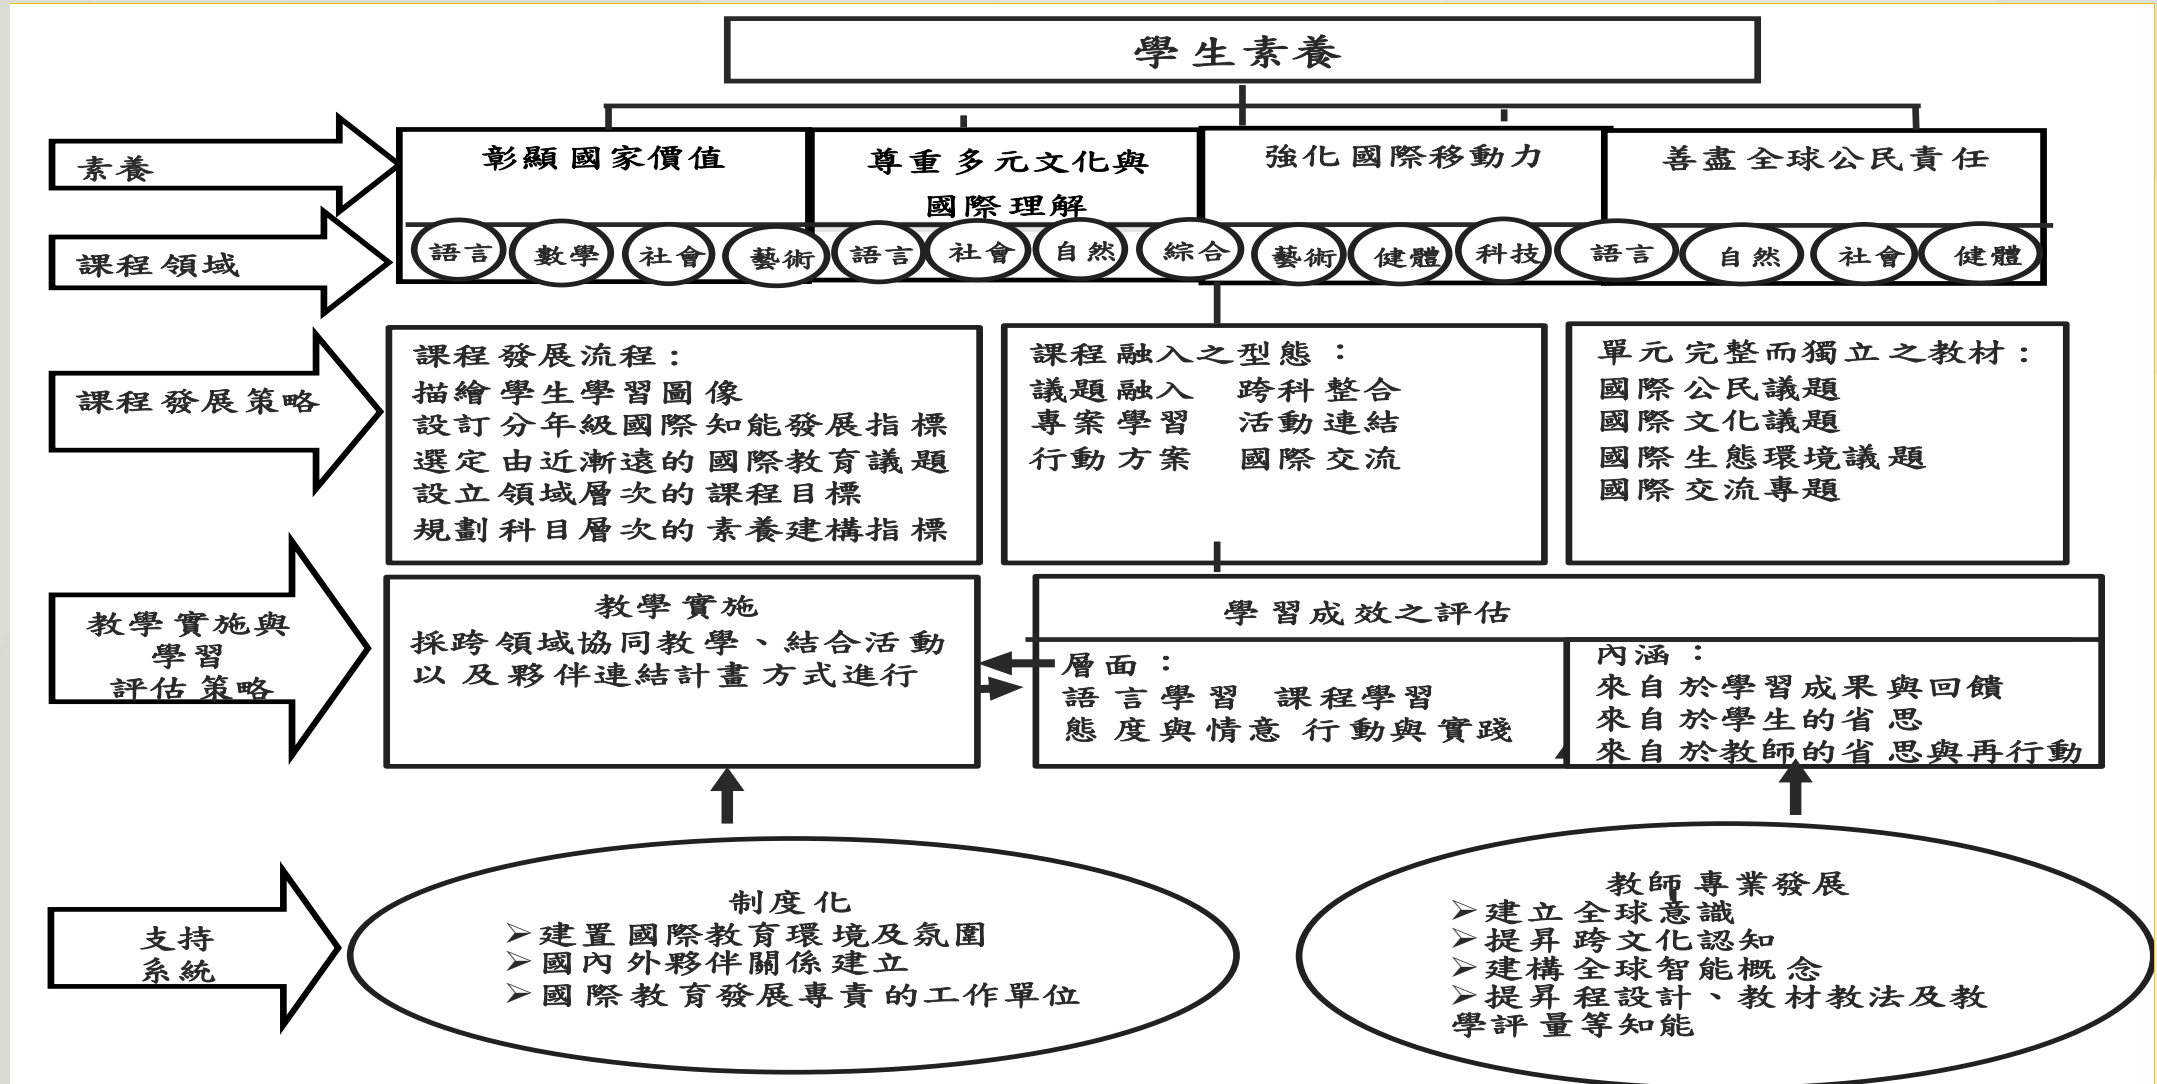 學生素養
素養
彰顯國家價值
尊重多元文化與
國際理解
強化國際移動力
善盡全球公民責任
課程領域
語言 數學 社會 藝術 語言 社會 自然 綜合 藝術 健體 科技 語言 自然 社會 健體
課程發展策略
課程發展流程：
描繪學生學習圖像
設訂分年級國際知能發展指標
選定由近漸遠的國際教育議題
設立領域層次的課程目標
規劃科目層次的素養建構指標
課程融入之型態：
議題融入 跨科整合
專案學習 活動連結
行動方案 國際交流
單元完整而獨立之教材：
國際公民議題
國際文化議題
國際生態環境議題
國際交流專題
教學實施與
學習
評估策略
教學實施
採跨領域協同教學、結合活動
以及夥伴連結計畫方式進行
學習成效之評估
層面：
語言學習 課程學習
態度與情意 行動與實踐
內涵：
來自於學習成果與回饋
來自於學生的省思
來自於教師的省思與再行動
支持
系統
制度化
➢建置國際教育環境及氛圍
➢國內外夥伴關係建立
➢國際教育發展專責的工作單位
教師專業發展
➢建立全球意識
➢提昇跨文化認知
➢建構全球智能概念
➢提昇程設計、教材教法及教
學評量等知能